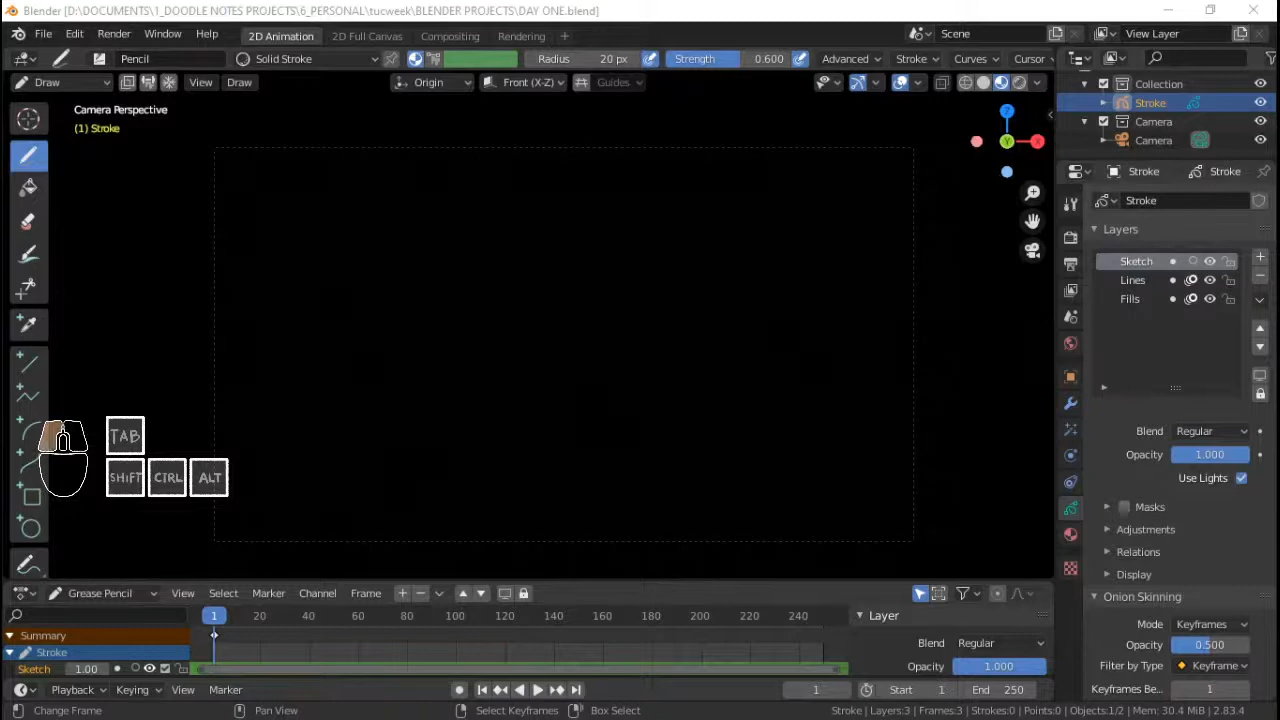 Blender [D:\DOCUMENTS\1_DOODLE NOTES PROJECTS\6_PERSONAL\tucweek\BLENDER PROJECTS\DAY ONE.blend]
File Edit Render Window Help 2D Animation 2D Full Canvas Compositing Rendering + Scene View Layer
Pencil Solid Stroke Radius 20 px Strength 0.600 Advanced Stroke Curves Cursor
Draw View Draw Origin Front (X-Z) Guides
Camera Perspective
(1) Stroke
Z
Y
X
TAB
SHIFT CTRL ALT
Collection
Stroke
Camera
Camera
Stroke Stroke
Stroke
Layers
Sketch
Lines
Fills
Blend Regular
Opacity 1.000
Use Lights
Masks
Adjustments
Relations
Display
Onion Skinning
Mode Keyframes
Opacity 0.500
Filter by Type Keyframe
Keyframes Be... 1
Grease Pencil View Select Marker Channel Frame
1 20 40 60 80 100 120 140 160 180 200 220 240
Summary
Stroke
Sketch 1.00
Layer
Blend Regular
Opacity 1.000
Playback Keying View Marker 1 Start 1 End 250
Change Frame Pan View Select Keyframes Box Select Stroke | Layers:3 | Frames:3 | Strokes:0 | Points:0 | Objects:1/2 | Mem: 30.4 MiB | 2.83.4